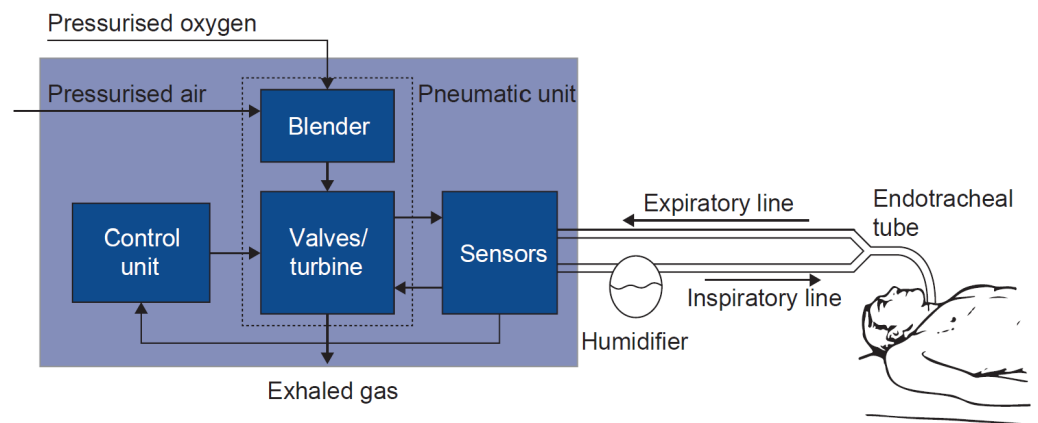 Pressurised oxygen
Pressurised air
Pneumatic unit
Blender
Control
unit
Valves/
turbine
Sensors
Expiratory line
Endotracheal
tube
Inspiratory line
Humidifier
Exhaled gas